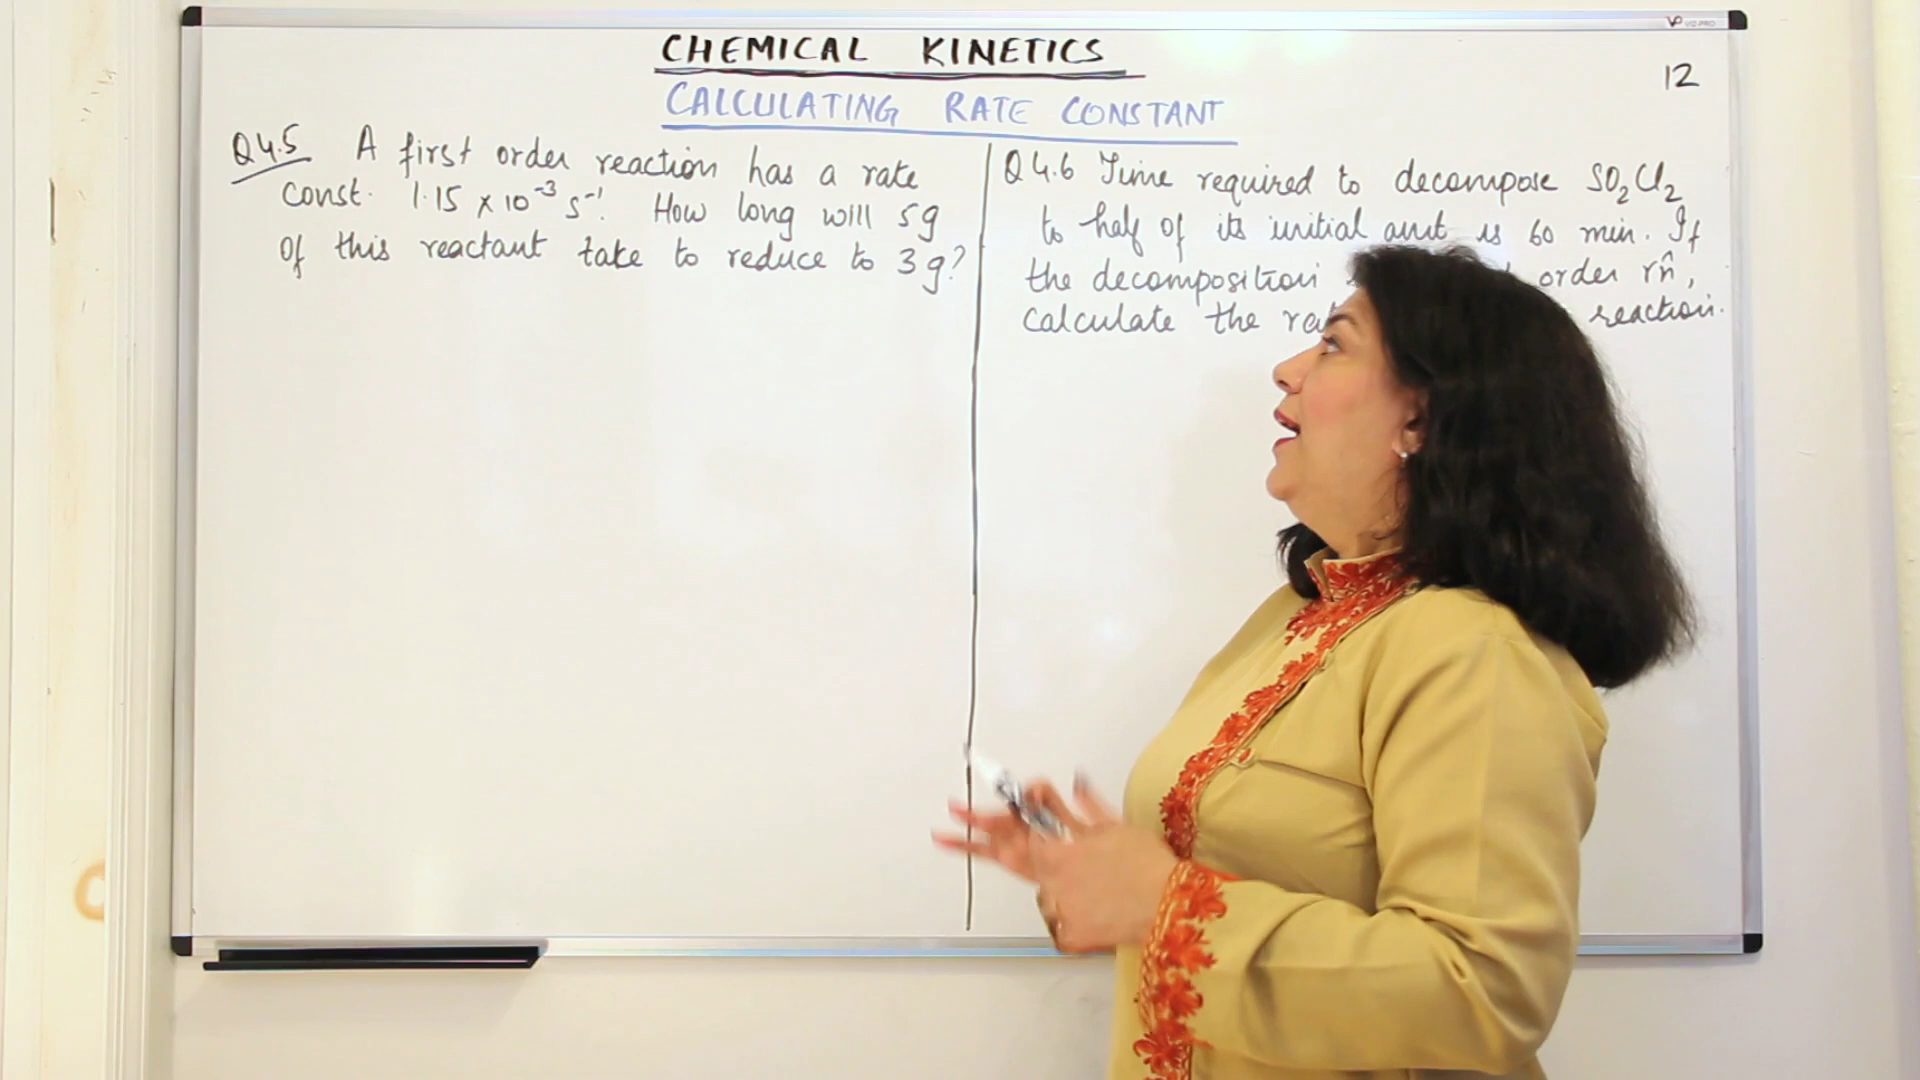 CHEMICAL KINETICS
12
CALCULATING RATE CONSTANT
Q4.5 A first order reaction has a rate
const. 1.15 x 10⁻³ s⁻¹. How long will 5g
of this reactant take to reduce to 3g?
Q4.6 Time required to decompose SO₂Cl₂
to half of its initial amt is 60 min. If
the decomposition order rn̂,
calculate the reaction.